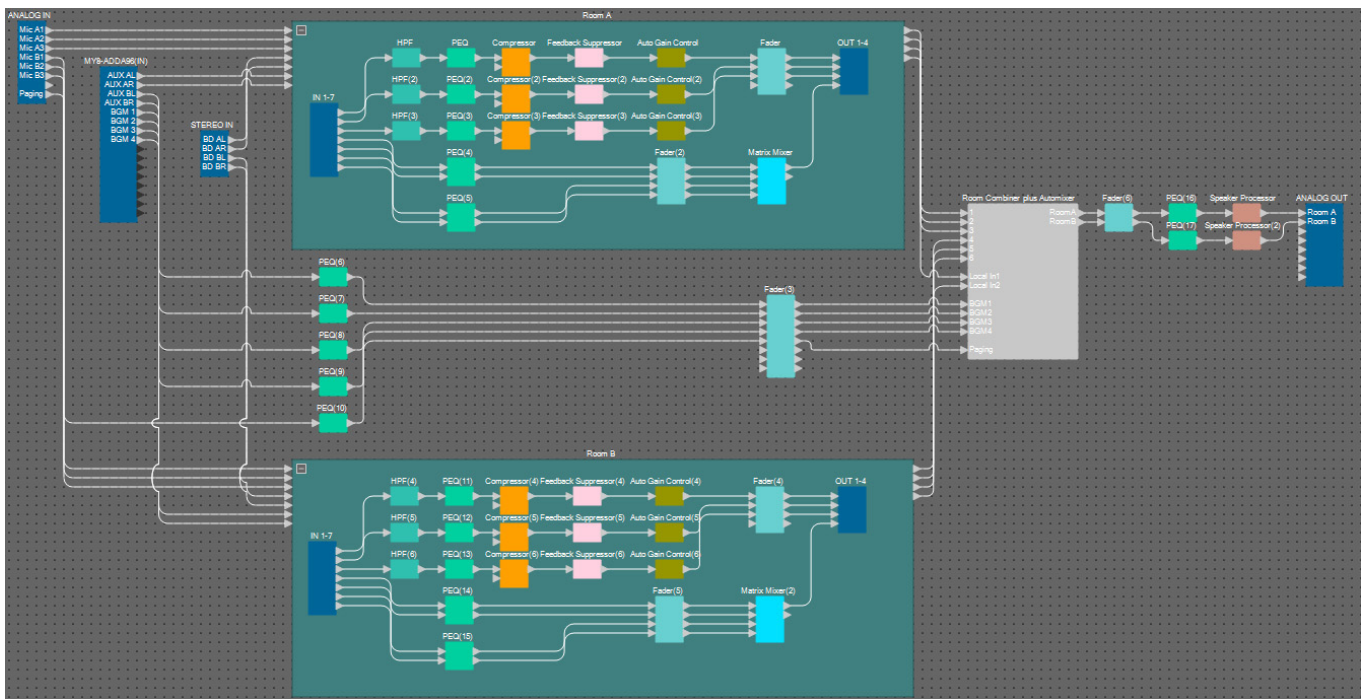 ANALOG IN
Mic A1
Mic A2
Mic A3
Mic B1
Mic B2
Mic B3
Paging
MY8-ADDA96(IN)
AUX AL
AUX AR
AUX BL
AUX BR
BGM 1
BGM 2
BGM 3
BGM 4
STEREO IN
BD AL
BD AR
BD BL
BD BR
Room A
HPF PEQ Compressor Feedback Suppressor Auto Gain Control Fader OUT 1-4
HPF(2) PEQ(2) Compressor(2) Feedback Suppressor(2) Auto Gain Control(2)
IN 1-7
HPF(3) PEQ(3) Compressor(3) Feedback Suppressor(3) Auto Gain Control(3)
PEQ(4) Fader(2) Matrix Mixer
PEQ(5)
PEQ(6)
PEQ(7)
PEQ(8)
PEQ(9)
PEQ(10)
Fader(3)
Room Combiner plus Automixer
1
2
3
4
5
6
Local In1
Local In2
BGM1
BGM2
BGM3
BGM4
Paging
RoomA
RoomB
Fader(6) PEQ(16) Speaker Processor ANALOG OUT
PEQ(17) Speaker Processor(2)
Room A
Room B
Room B
HPF(4) PEQ(11) Compressor(4) Feedback Suppressor(4) Auto Gain Control(4) Fader(4) OUT 1-4
HPF(5) PEQ(12) Compressor(5) Feedback Suppressor(5) Auto Gain Control(5)
IN 1-7
HPF(6) PEQ(13) Compressor(6) Feedback Suppressor(6) Auto Gain Control(6)
PEQ(14) Fader(5) Matrix Mixer(2)
PEQ(15)